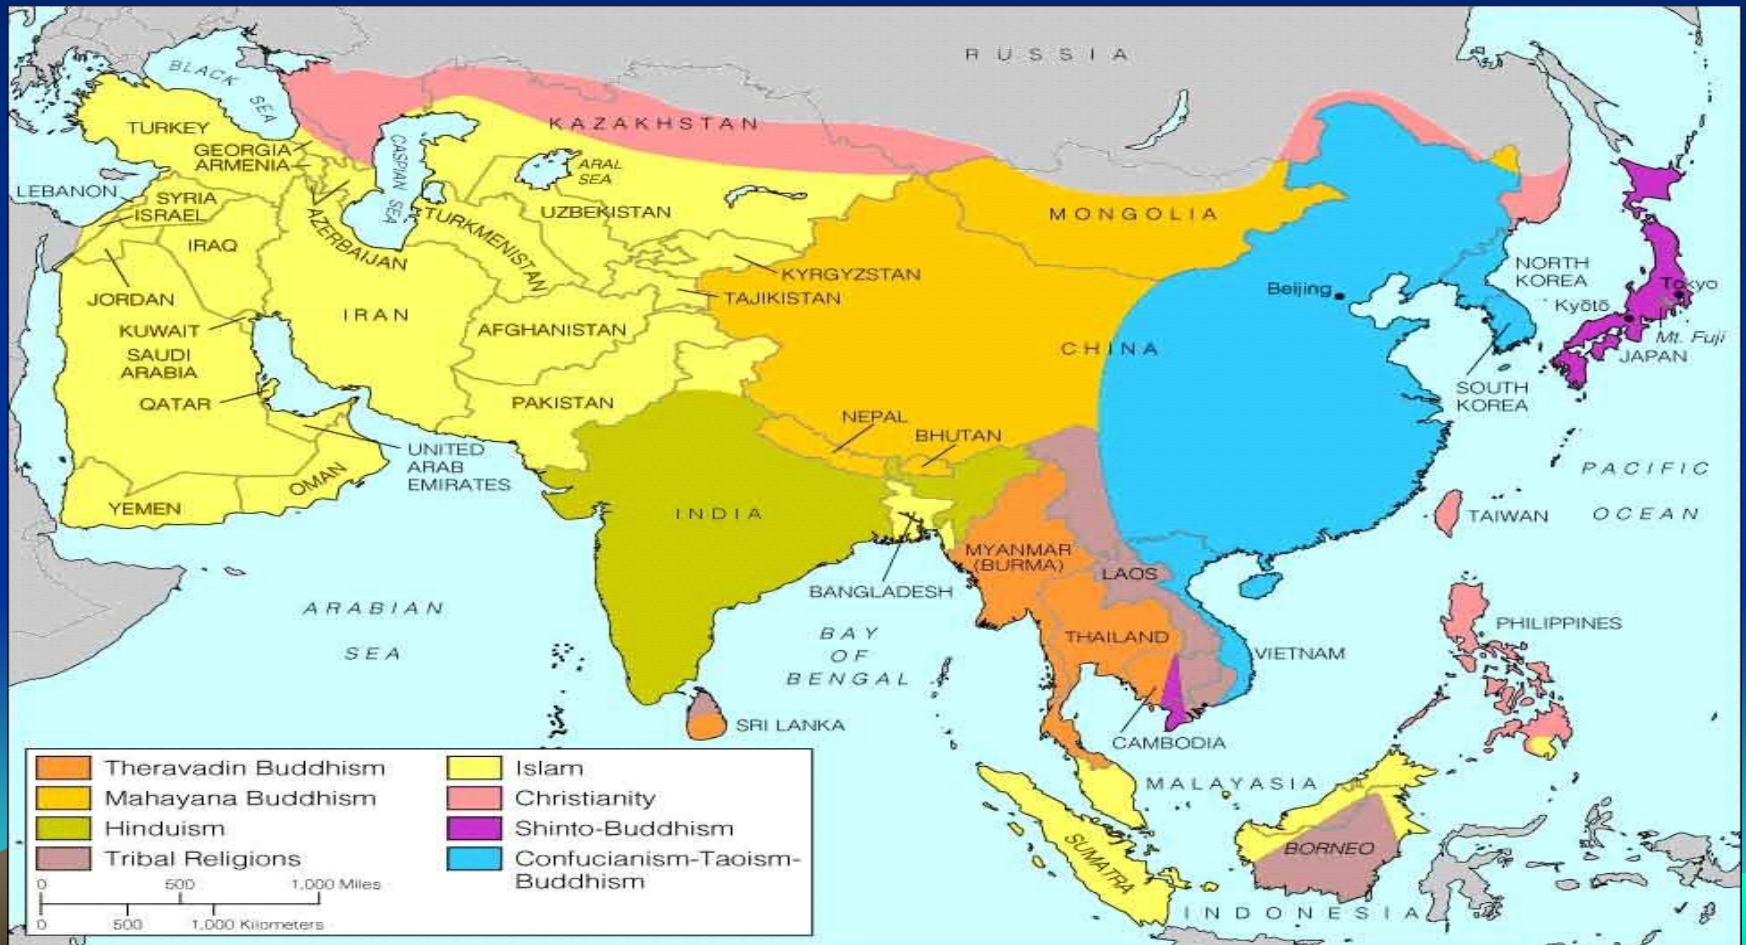 RUSSIA
BLACK
SEA
KAZAKHSTAN
TURKEY
GEORGIA
ARMENIA
CASPIAN SEA
ARAL
SEA
LEBANON
SYRIA
ISRAEL
AZERBAIJAN
TURKMENISTAN
UZBEKISTAN
MONGOLIA
IRAQ
KYRGYZSTAN
TAJIKISTAN
JORDAN
NORTH
KOREA
Beijing
Tokyo
Kyōtō
KUWAIT
IRAN
AFGHANISTAN
CHINA
Mt. Fuji
JAPAN
SAUDI
ARABIA
QATAR
PAKISTAN
SOUTH
KOREA
NEPAL
BHUTAN
UNITED
ARAB
EMIRATES
OMAN
YEMEN
INDIA
PACIFIC
OCEAN
TAIWAN
MYANMAR
(BURMA)
LAOS
BANGLADESH
ARABIAN
SEA
BAY
OF
BENGAL
THAILAND
VIETNAM
PHILIPPINES
SRI LANKA
CAMBODIA
MALAYASIA
SUMATRA
BORNEO
INDONESIA
Theravadin Buddhism
Mahayana Buddhism
Hinduism
Tribal Religions
Islam
Christianity
Shinto-Buddhism
Confucianism-Taoism-
Buddhism
0 500 1,000 Miles
0 500 1,000 Kilometers